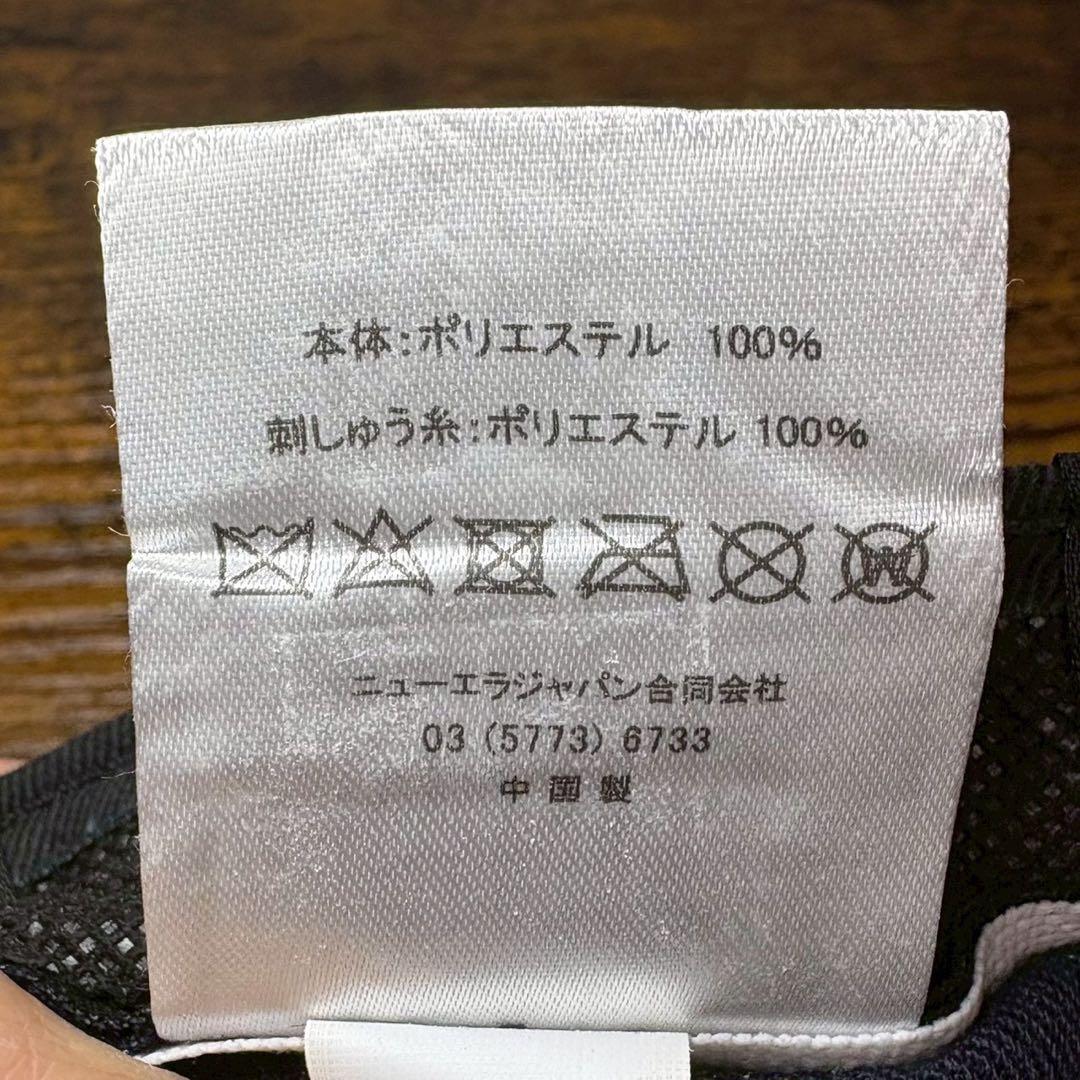 本体:ポリエステル 100%
刺しゅう糸:ポリエステル 100%
W
ニューエラジャパン合同会社
03 (5773) 6733
中国製